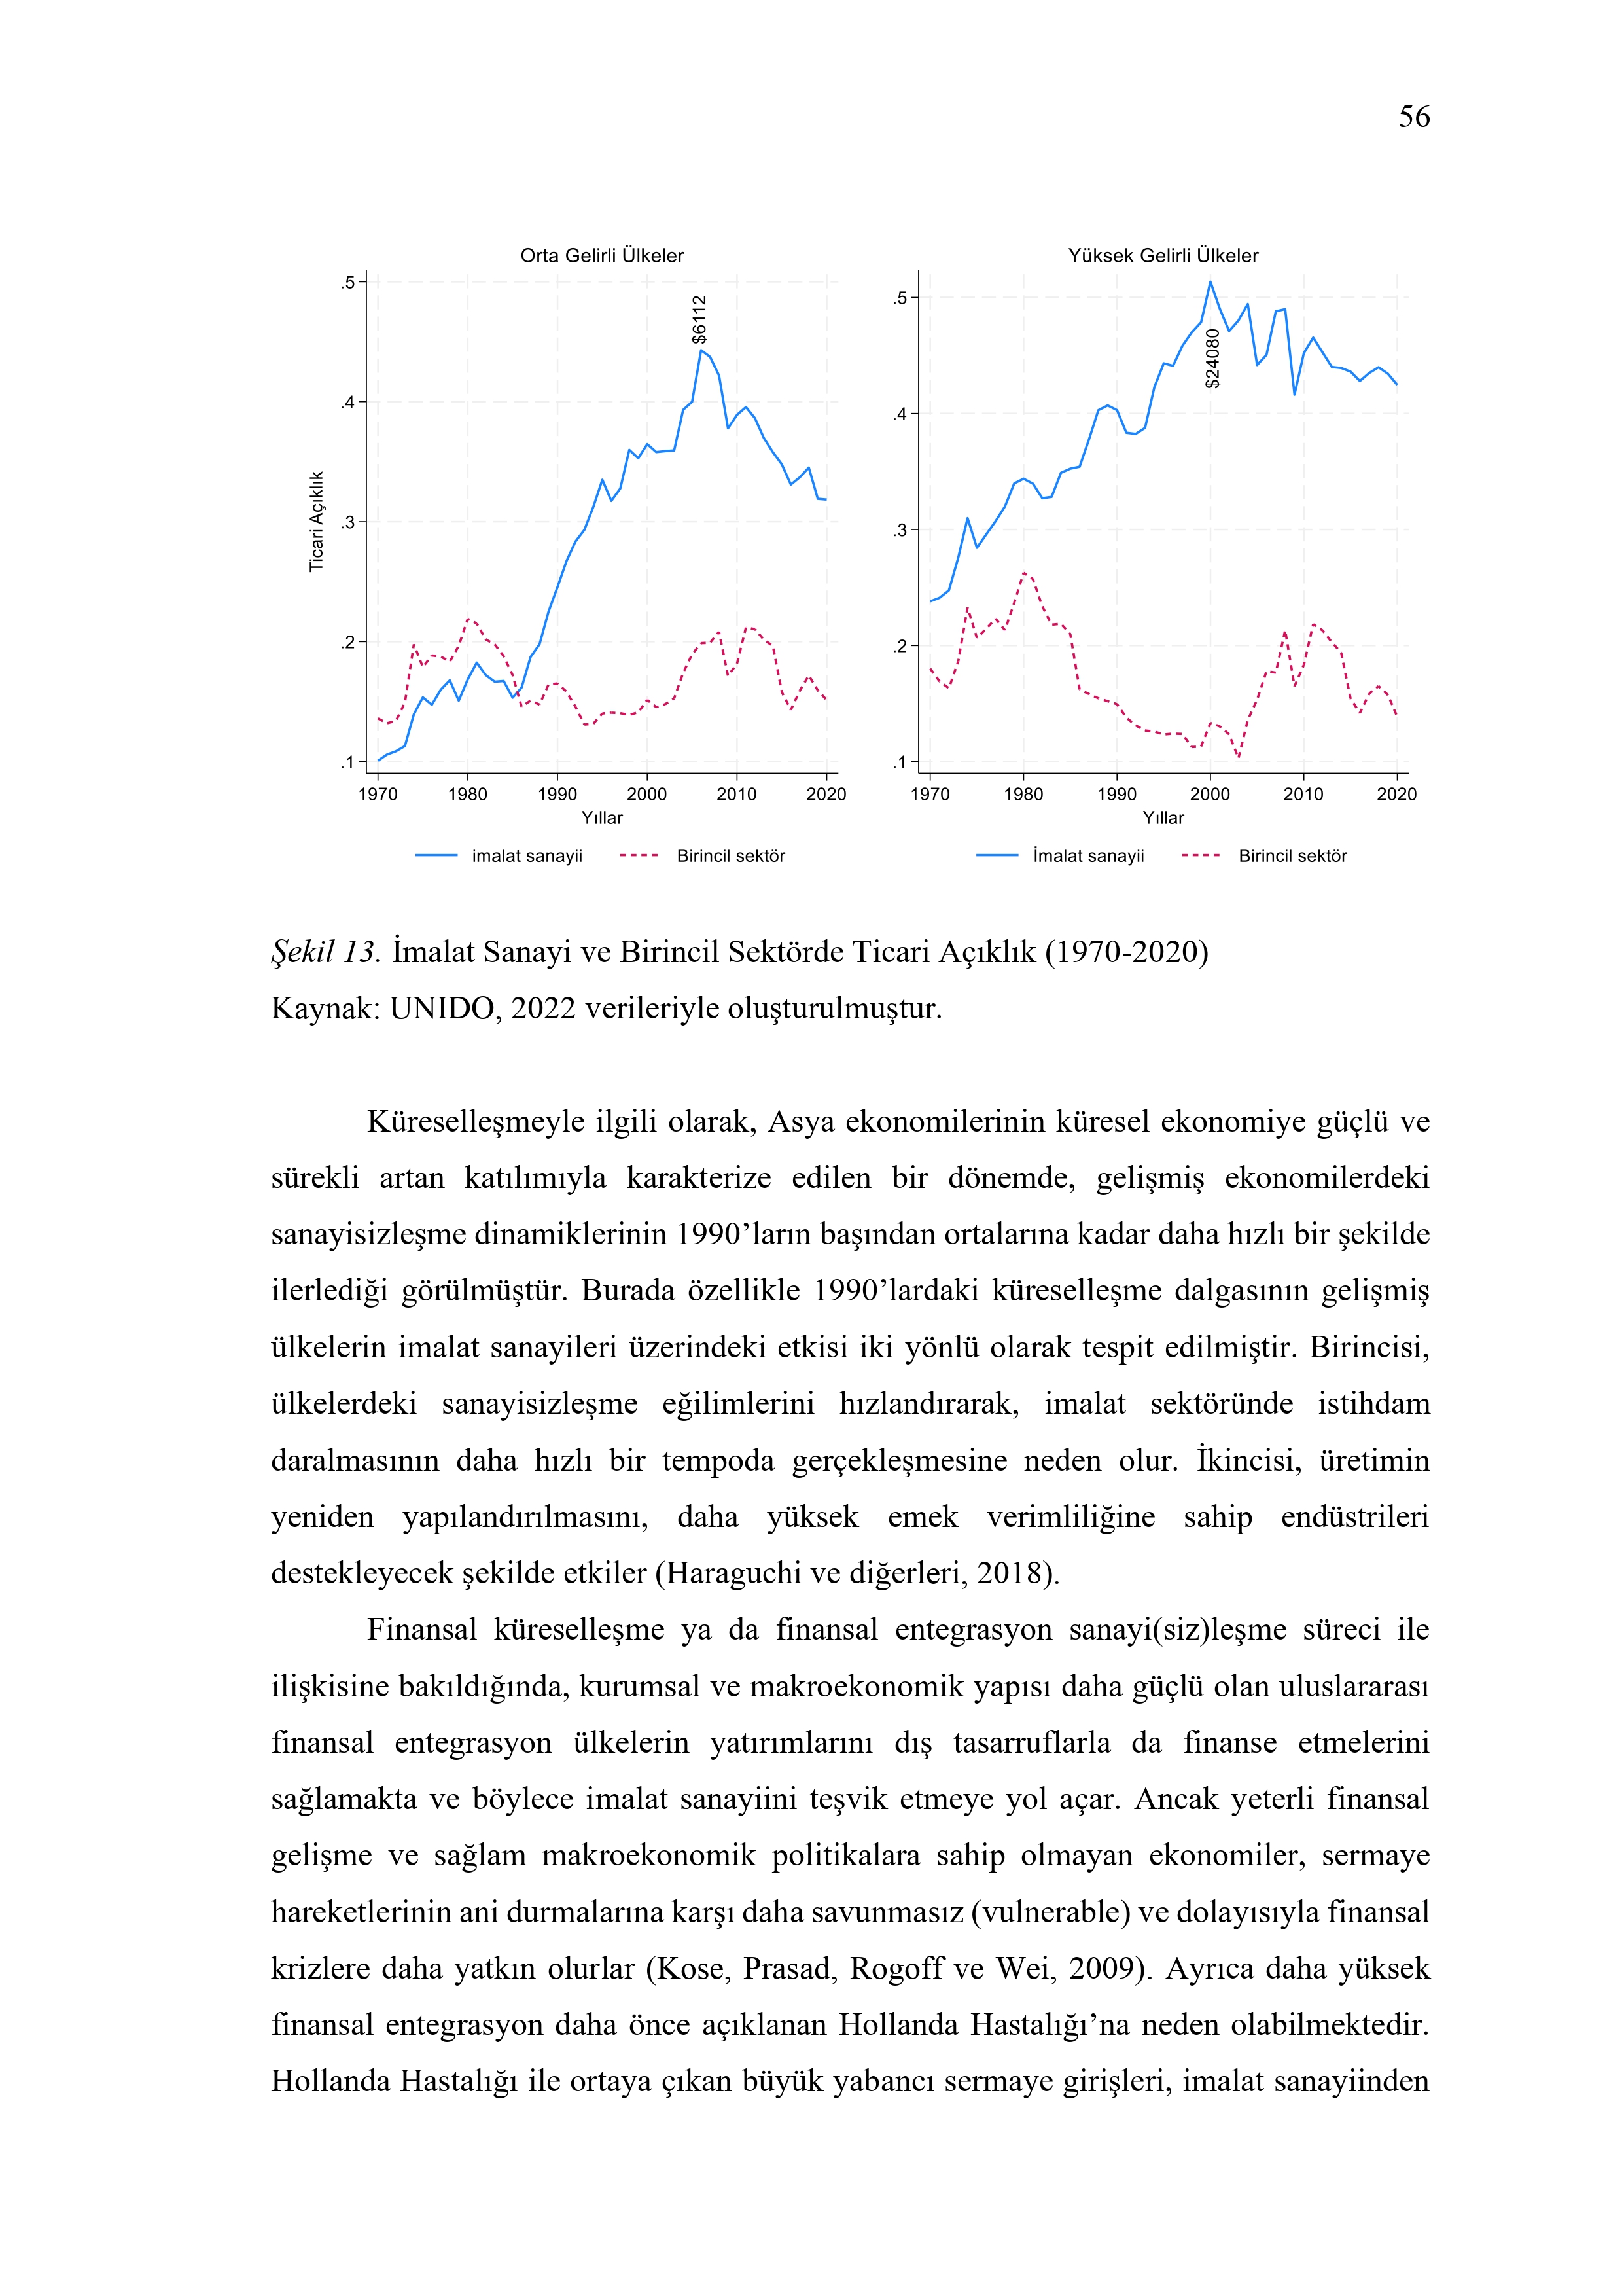 56
Orta Gelirli Ülkeler
Yüksek Gelirli Ülkeler
Ticari Açıklık
.5
.4
.3
.2
.1
$6112
1970 1980 1990 2000 2010 2020
Yıllar
imalat sanayii Birincil sektör
.5
.4
.3
.2
.1
$24080
1970 1980 1990 2000 2010 2020
Yıllar
İmalat sanayii Birincil sektör
Şekil 13. İmalat Sanayi ve Birincil Sektörde Ticari Açıklık (1970-2020)
Kaynak: UNIDO, 2022 verileriyle oluşturulmuştur.
Küreselleşmeyle ilgili olarak, Asya ekonomilerinin küresel ekonomiye güçlü ve
sürekli artan katılımıyla karakterize edilen bir dönemde, gelişmiş ekonomilerdeki
sanayisizleşme dinamiklerinin 1990’ların başından ortalarına kadar daha hızlı bir şekilde
ilerlediği görülmüştür. Burada özellikle 1990’lardaki küreselleşme dalgasının gelişmiş
ülkelerin imalat sanayileri üzerindeki etkisi iki yönlü olarak tespit edilmiştir. Birincisi,
ülkelerdeki sanayisizleşme eğilimlerini hızlandırarak, imalat sektöründe istihdam
daralmasının daha hızlı bir tempoda gerçekleşmesine neden olur. İkincisi, üretimin
yeniden yapılandırılmasını, daha yüksek emek verimliliğine sahip endüstrileri
destekleyecek şekilde etkiler (Haraguchi ve diğerleri, 2018).
Finansal küreselleşme ya da finansal entegrasyon sanayi(siz)leşme süreci ile
ilişkisine bakıldığında, kurumsal ve makroekonomik yapısı daha güçlü olan uluslararası
finansal entegrasyon ülkelerin yatırımlarını dış tasarruflarla da finanse etmelerini
sağlamakta ve böylece imalat sanayiini teşvik etmeye yol açar. Ancak yeterli finansal
gelişme ve sağlam makroekonomik politikalara sahip olmayan ekonomiler, sermaye
hareketlerinin ani durmalarına karşı daha savunmasız (vulnerable) ve dolayısıyla finansal
krizlere daha yatkın olurlar (Kose, Prasad, Rogoff ve Wei, 2009). Ayrıca daha yüksek
finansal entegrasyon daha önce açıklanan Hollanda Hastalığı’na neden olabilmektedir.
Hollanda Hastalığı ile ortaya çıkan büyük yabancı sermaye girişleri, imalat sanayiinden